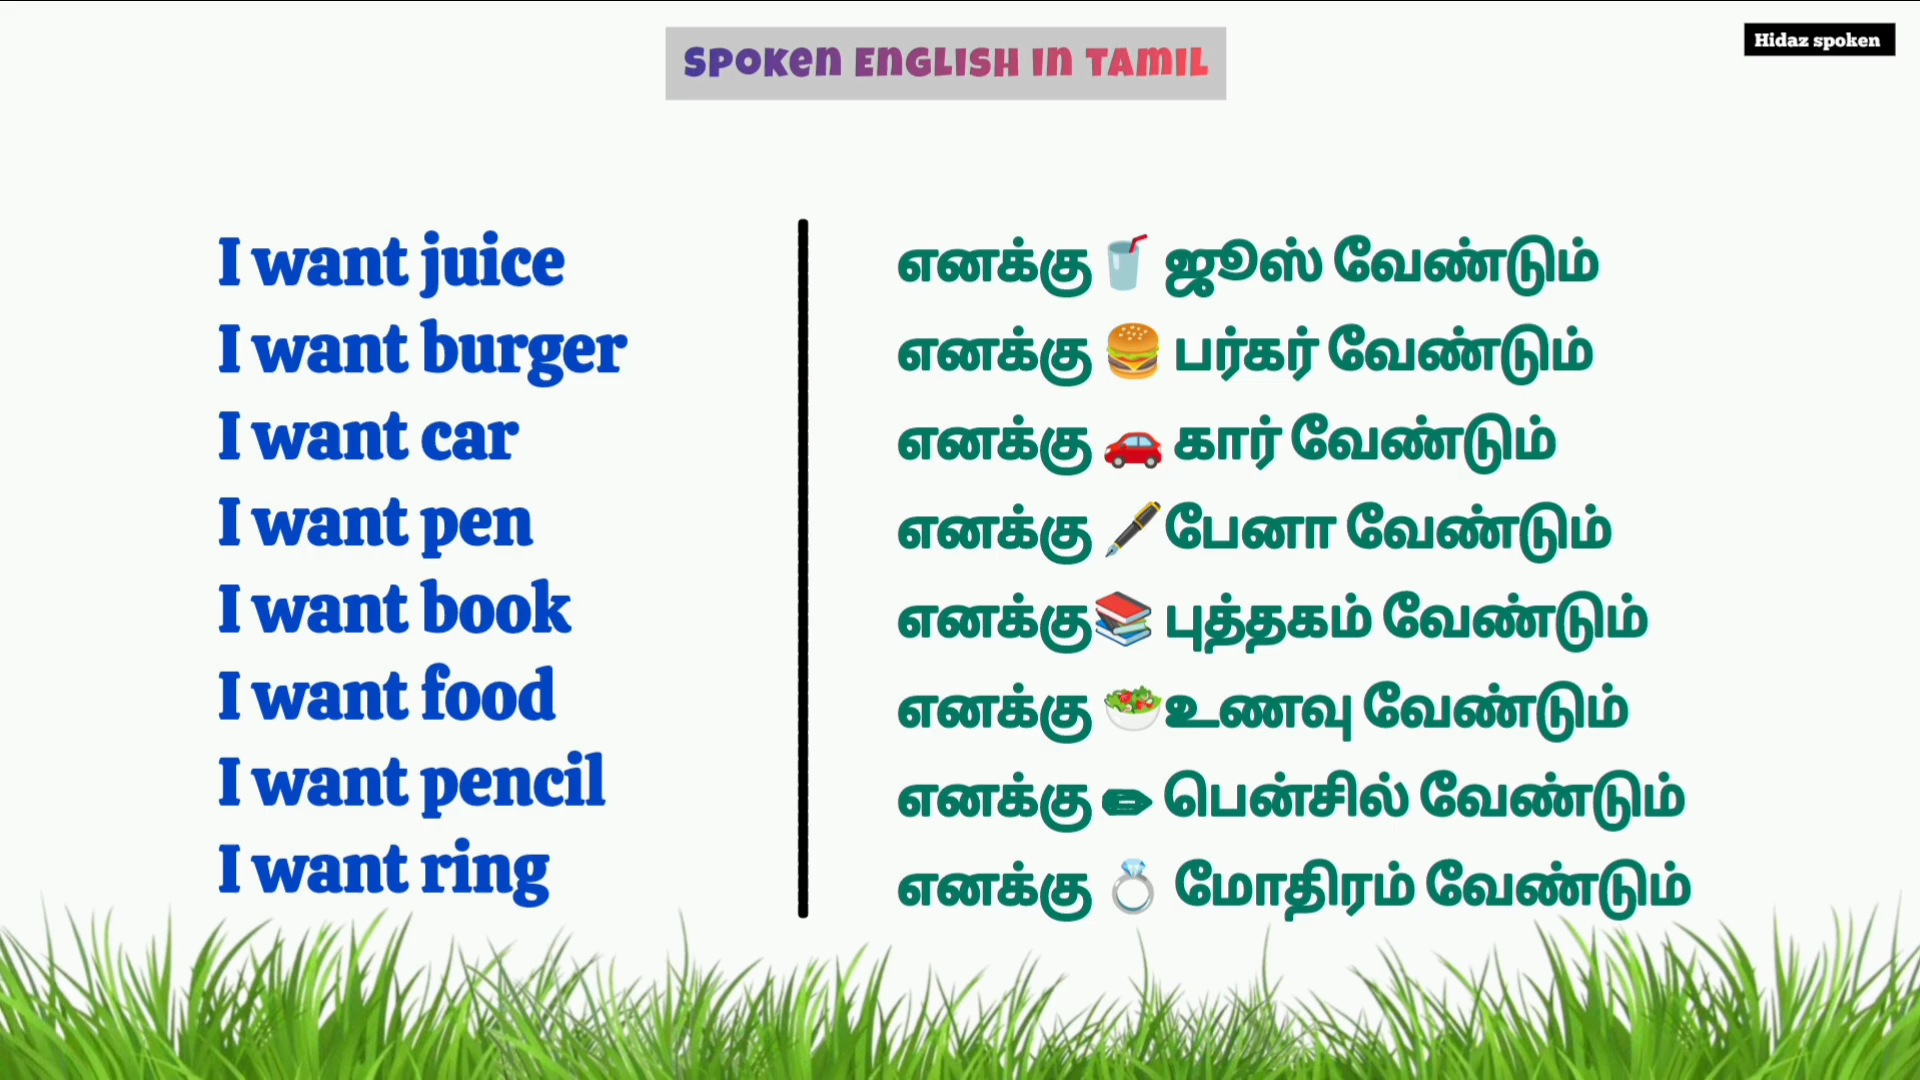 Spoken English in Tamil
Hidaz spoken
I want juice
I want burger
I want car
I want pen
I want book
I want food
I want pencil
I want ring
எனக்கு 🥤 ஜூஸ் வேண்டும்
எனக்கு 🍔 பர்கர் வேண்டும்
எனக்கு 🚗 கார் வேண்டும்
எனக்கு 🖋️ பேனா வேண்டும்
எனக்கு 📚 புத்தகம் வேண்டும்
எனக்கு 🥗 உணவு வேண்டும்
எனக்கு ✏ பென்சில் வேண்டும்
எனக்கு 💍 மோதிரம் வேண்டும்